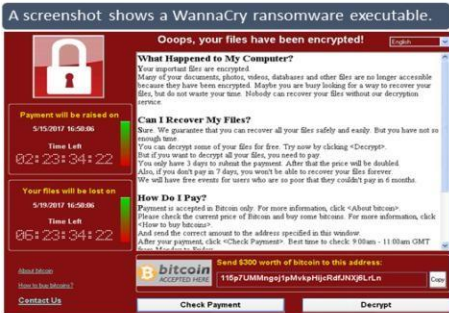 A screenshot shows a WannaCry ransomware executable.
Ooops, your files have been encrypted!
English
What Happened to My Computer?
Your important files are encrypted.
Many of your documents, photos, videos, databases and other files are no longer accessible
because they have been encrypted. Maybe you are busy looking for a way to recover your
files, but do not waste your time. Nobody can recover your files without our decryption
service.
Can I Recover My Files?
Sure. We guarantee that you can recover all your files safely and easily. But you have not so
enough time.
You can decrypt some of your files for free. Try now by clicking <Decrypt>.
But if you want to decrypt all your files, you need to pay.
You only have 3 days to submit the payment. After that the price will be doubled.
Also, if you don't pay in 7 days, you won't be able to recover your files forever.
We will have free events for users who are so poor that they couldn't pay in 6 months.
How Do I Pay?
Payment is accepted in Bitcoin only. For more information, click <About bitcoin>.
Please check the current price of Bitcoin and buy some bitcoins. For more information, click
<How to buy bitcoins>.
And send the correct amount to the address specified in this window.
After your payment, click <Check Payment>. Best time to check: 9:00am - 11:00am GMT
from Monday to Friday.
Payment will be raised on
5/15/2017 16:58:06
Time Left
02:23:34:22
Your files will be lost on
5/19/2017 16:58:06
Time Left
06:23:34:22
About bitcoin
How to buy bitcoins?
Contact Us
bitcoin
ACCEPTED HERE
Send $300 worth of bitcoin to this address:
115p7UMMngoj1pMvkpHijcRdfJNXj6LrLn
Copy
Check Payment
Decrypt